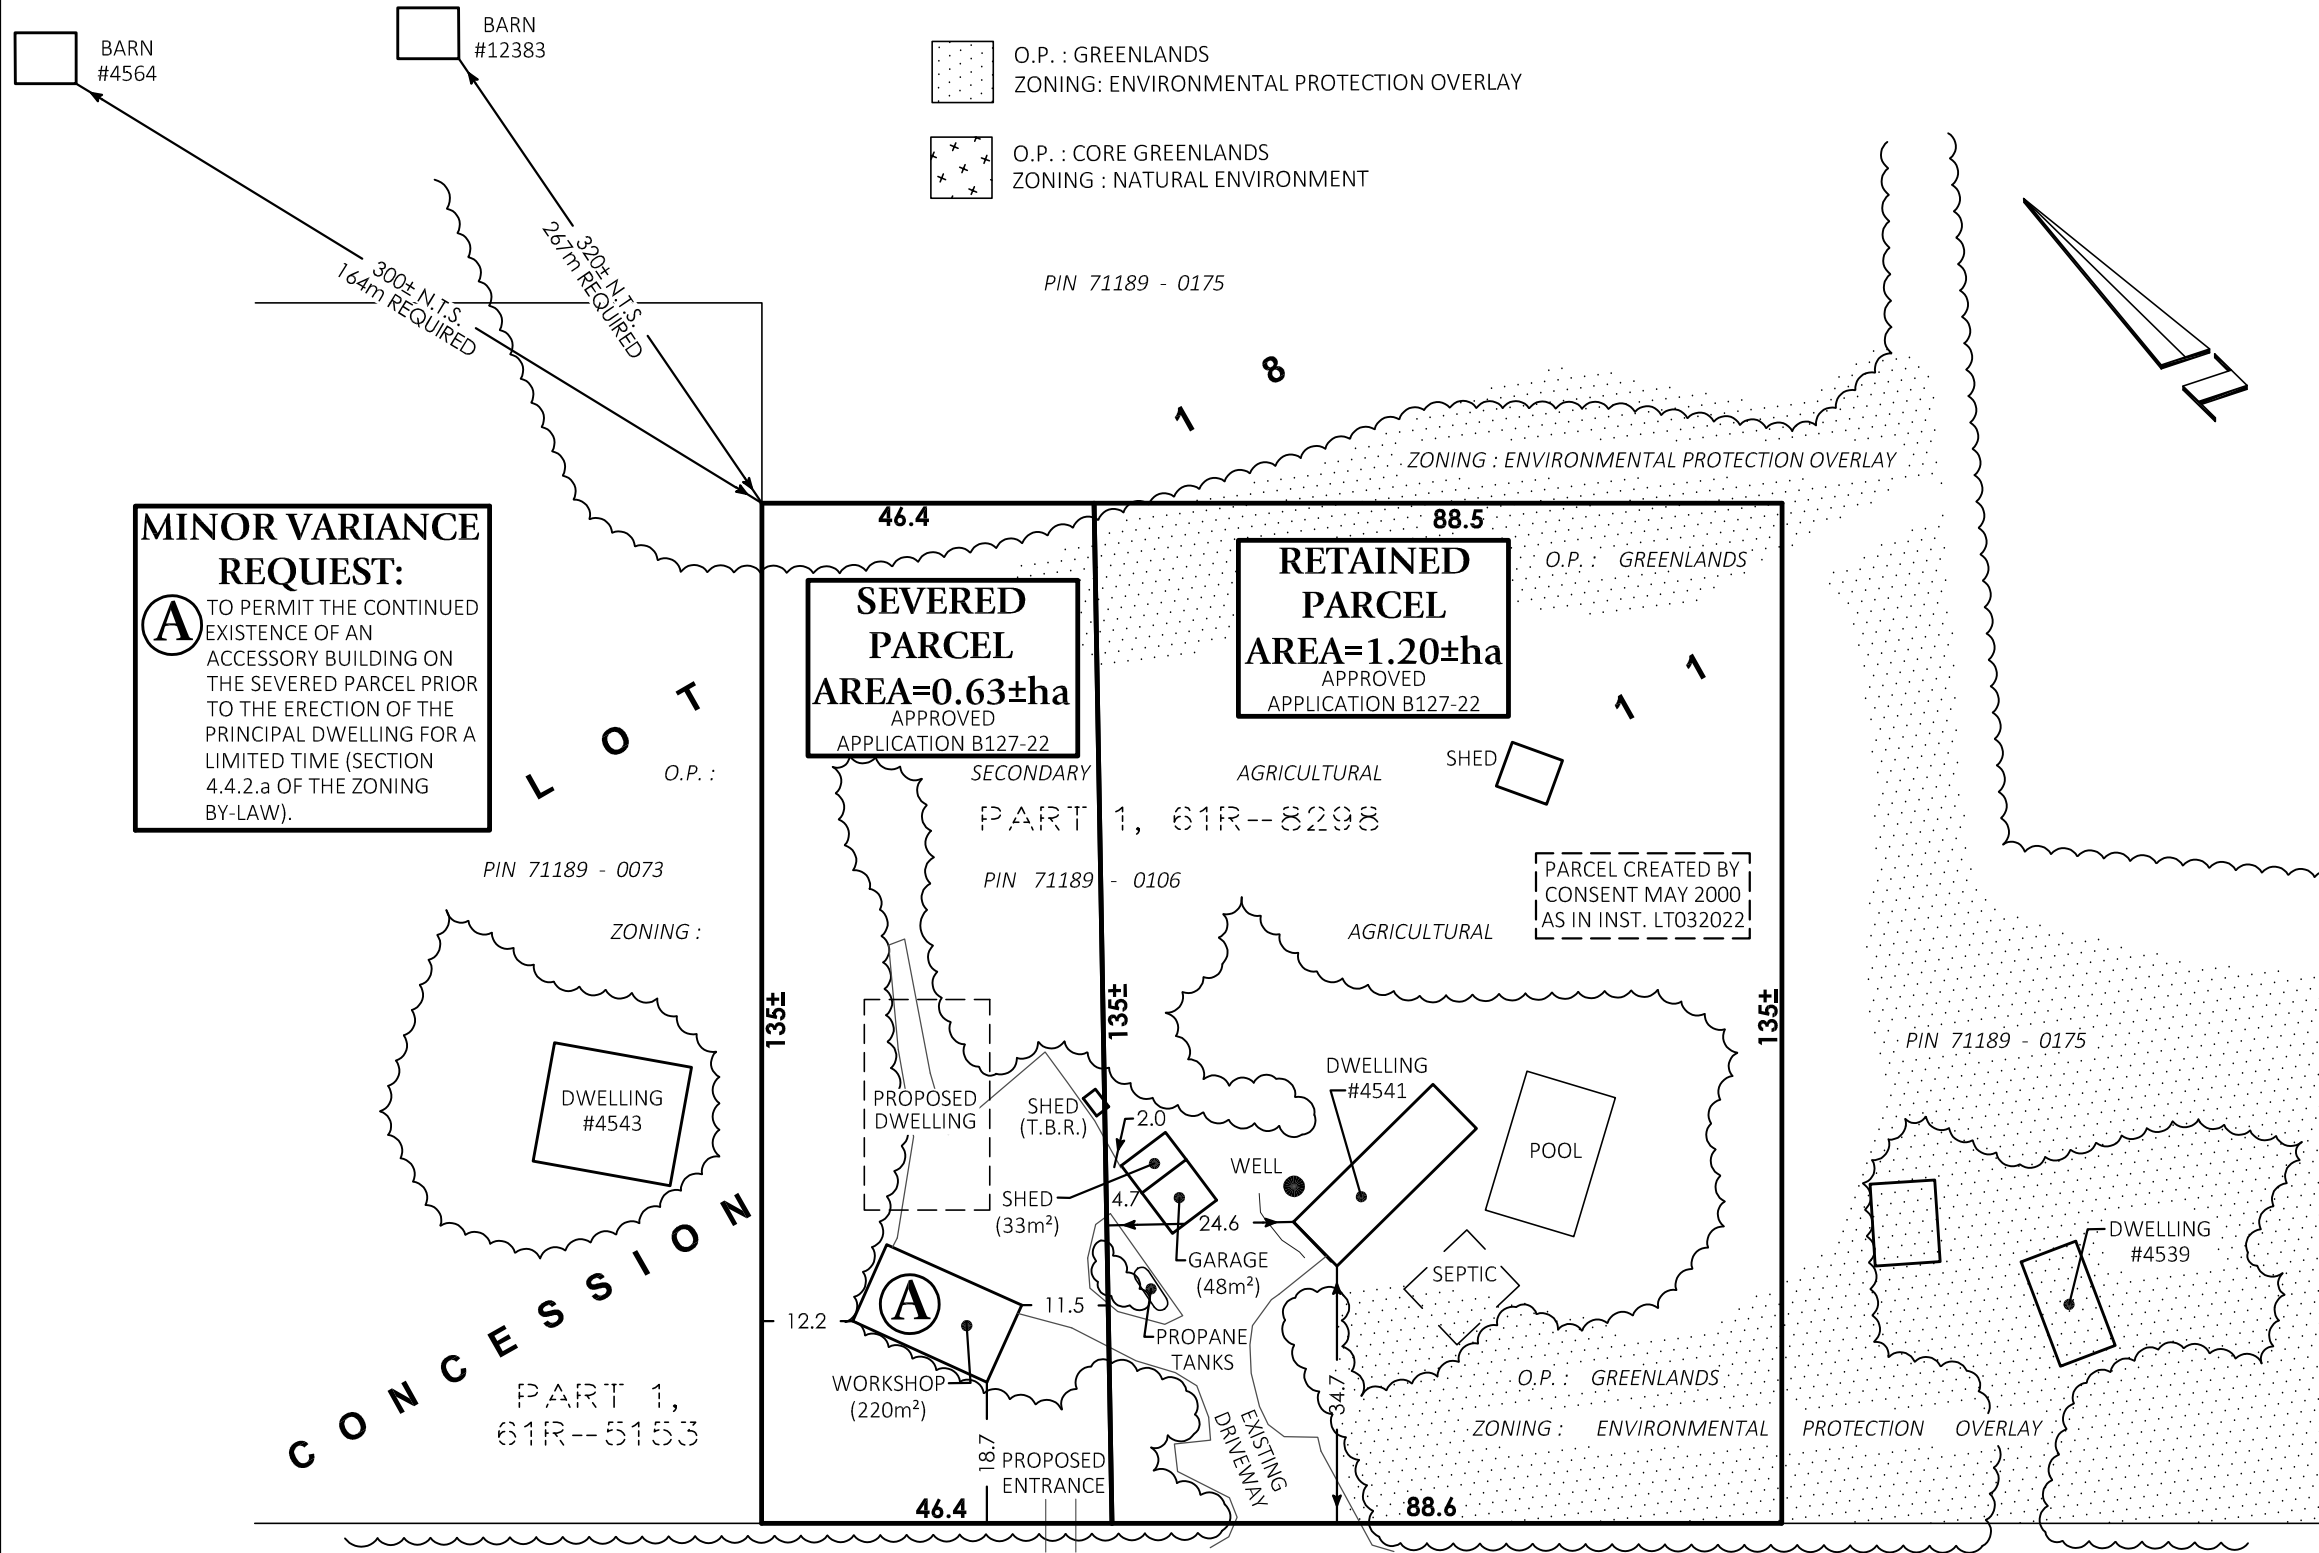 BARN
#4564
BARN
#12383
O.P. : GREENLANDS
ZONING: ENVIRONMENTAL PROTECTION OVERLAY
O.P. : CORE GREENLANDS
ZONING : NATURAL ENVIRONMENT
300± N.T.S.
164m REQUIRED
320± N.T.S.
267m REQUIRED
PIN 71189 - 0175
1 8
N
ZONING : ENVIRONMENTAL PROTECTION OVERLAY
MINOR VARIANCE
REQUEST:
A
TO PERMIT THE CONTINUED
EXISTENCE OF AN
ACCESSORY BUILDING ON
THE SEVERED PARCEL PRIOR
TO THE ERECTION OF THE
PRINCIPAL DWELLING FOR A
LIMITED TIME (SECTION
4.4.2.a OF THE ZONING
BY-LAW).
46.4
88.5
SEVERED
PARCEL
AREA=0.63±ha
APPROVED
APPLICATION B127-22
RETAINED
PARCEL
AREA=1.20±ha
APPROVED
APPLICATION B127-22
O.P. : GREENLANDS
LOT
1 1
SHED
O.P. : SECONDARY AGRICULTURAL
PART 1, 61R--8298
PIN 71189 - 0073
PIN 71189 - 0106
PARCEL CREATED BY
CONSENT MAY 2000
AS IN INST. LT032022
ZONING : AGRICULTURAL
135±
135±
135±
PIN 71189 - 0175
DWELLING
#4543
PROPOSED
DWELLING
SHED
(T.B.R.)
2.0
DWELLING
#4541
POOL
WELL
SHED
(33m²)
4.7
24.6
GARAGE
(48m²)
SEPTIC
DWELLING
#4539
CONCESSION
A
12.2
11.5
PROPANE
TANKS
WORKSHOP
(220m²)
PART 1,
61R--5153
18.7
PROPOSED
ENTRANCE
EXISTING
DRIVEWAY
34.7
O.P. : GREENLANDS
ZONING : ENVIRONMENTAL PROTECTION OVERLAY
46.4
88.6